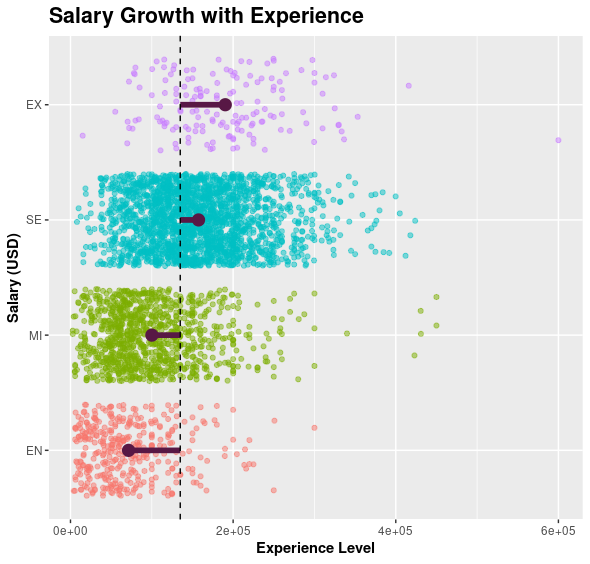 Salary Growth with Experience
EX
SE
MI
EN
Salary (USD)
0e+00 2e+05 4e+05 6e+05
Experience Level